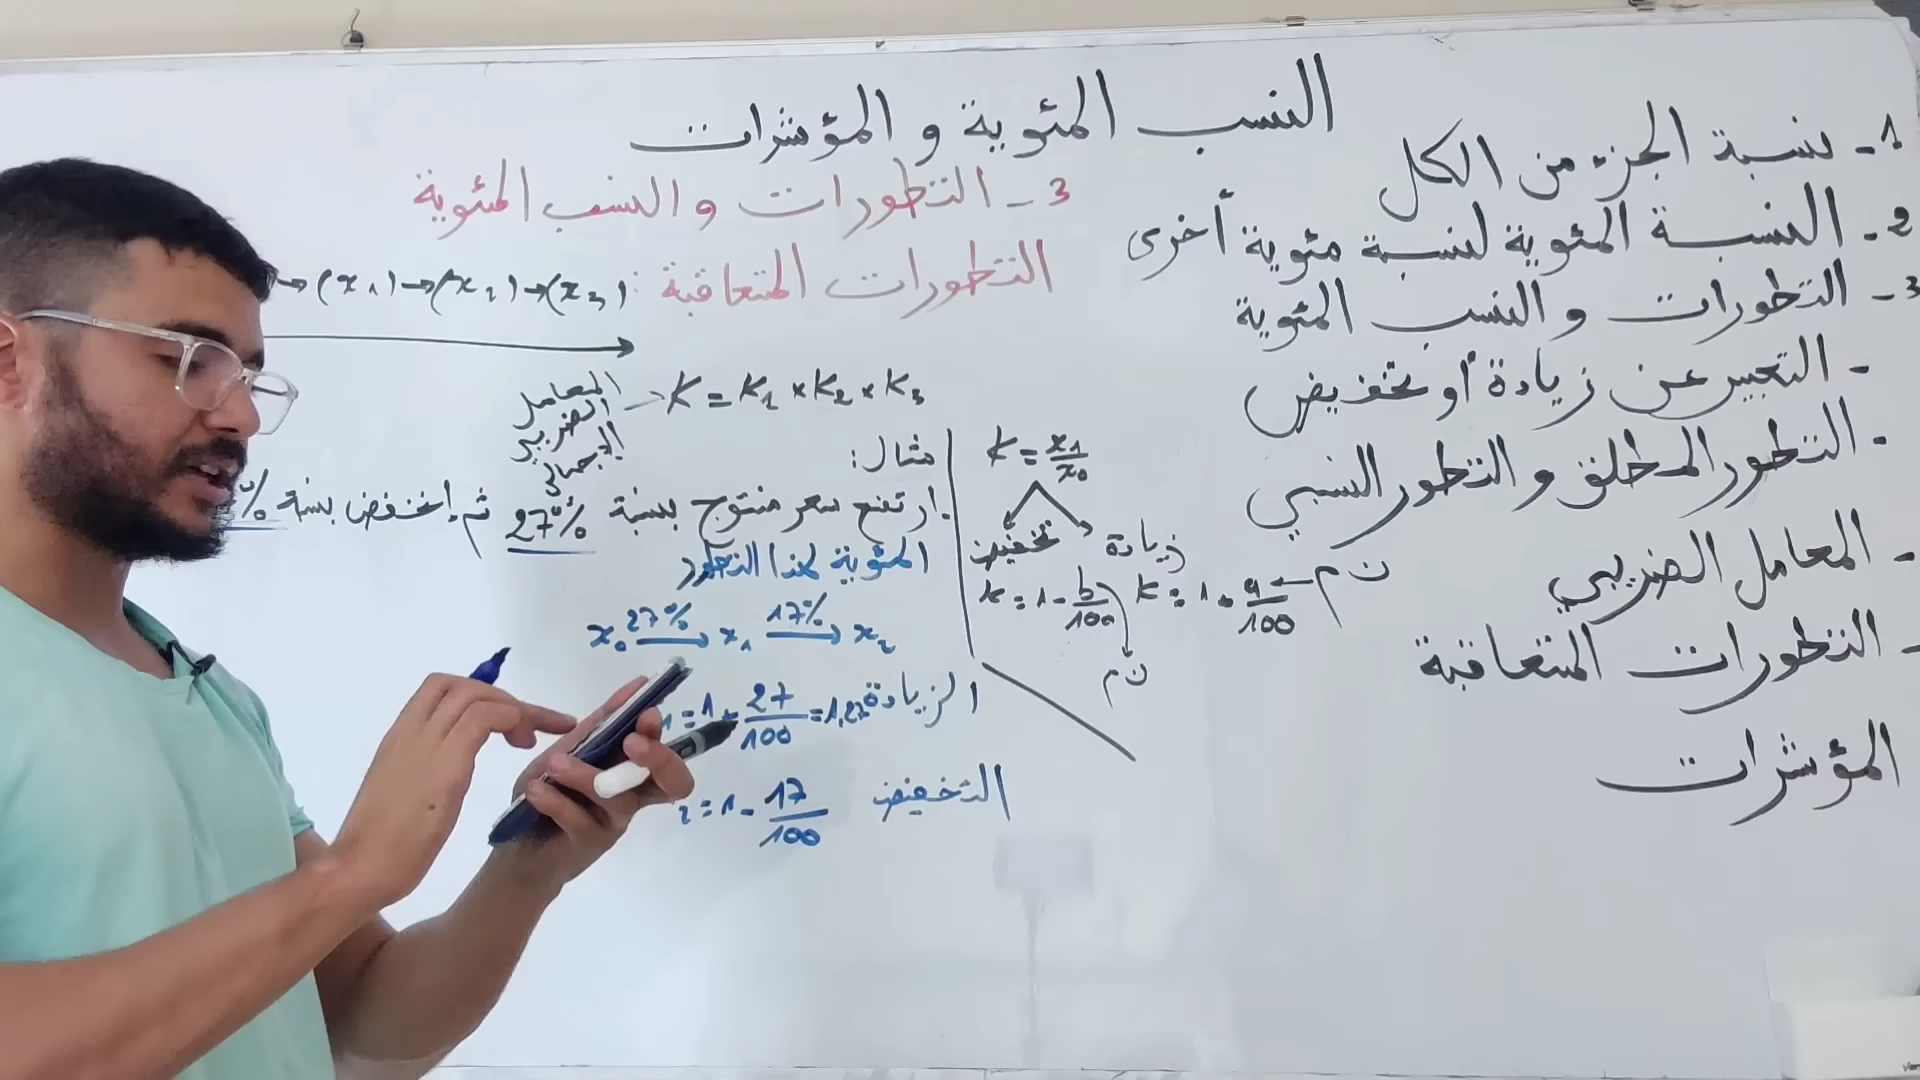 النسب المئوية و المؤشرات
1- نسبة الجزء من الكل
2- النسبة المئوية لنسبة مئوية أخرى
3- التطورات و النسب المئوية
- التعبير عن زيادة أو تخفيض
- التطور المطلق و التطور النسبي
- المعامل الضربي
- التطورات المتعاقبة
المؤشرات
3- التطورات و النسب المئوية
التطورات المتعاقبة :
→(x1)→(x2)→(x3)
المعامل الضربي الإجمالي → K = K1 × K2 × K3
مثال:
. ارتفع سعر منتوج بنسبة 27% ثم إنخفض بنسبة %
المئوية لهذا التطور
x0 27%→ x1 17%→ x2
الزيادة 1 = 1 + 27/100 = 1,27
التخفيض 2 = 1 - 17/100
K = x1/x0
زيادة
تخفيض
K = 1 + a/100 ← ن م
K = 1 - b/100
ن م